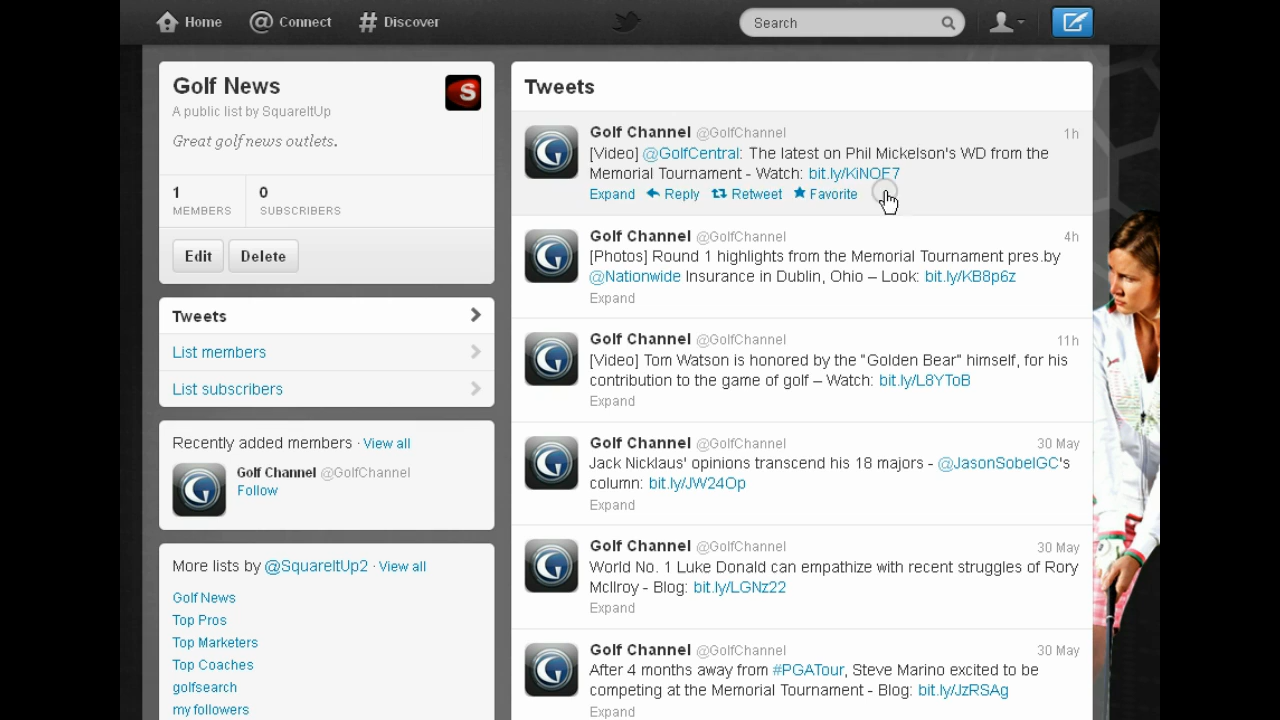 Home
Connect
Discover
Search
Golf News
S
A public list by SquareItUp
Great golf news outlets.
1
MEMBERS
0
SUBSCRIBERS
Edit
Delete
Tweets
List members
List subscribers
Recently added members · View all
Golf Channel @GolfChannel
Follow
More lists by @SquareItUp2 · View all
Golf News
Top Pros
Top Marketers
Top Coaches
golfsearch
my followers
Tweets
Golf Channel @GolfChannel 1h
[Video] @GolfCentral: The latest on Phil Mickelson's WD from the
Memorial Tournament - Watch: bit.ly/KiNOE7
Expand Reply Retweet Favorite
Golf Channel @GolfChannel 4h
[Photos] Round 1 highlights from the Memorial Tournament pres.by
@Nationwide Insurance in Dublin, Ohio – Look: bit.ly/KB8p6z
Expand
Golf Channel @GolfChannel 11h
[Video] Tom Watson is honored by the "Golden Bear" himself, for his
contribution to the game of golf – Watch: bit.ly/L8YToB
Expand
Golf Channel @GolfChannel 30 May
Jack Nicklaus' opinions transcend his 18 majors - @JasonSobelGC's
column: bit.ly/JW24Op
Expand
Golf Channel @GolfChannel 30 May
World No. 1 Luke Donald can empathize with recent struggles of Rory
McIlroy - Blog: bit.ly/LGNz22
Expand
Golf Channel @GolfChannel 30 May
After 4 months away from #PGATour, Steve Marino excited to be
competing at the Memorial Tournament - Blog: bit.ly/JzRSAg
Expand